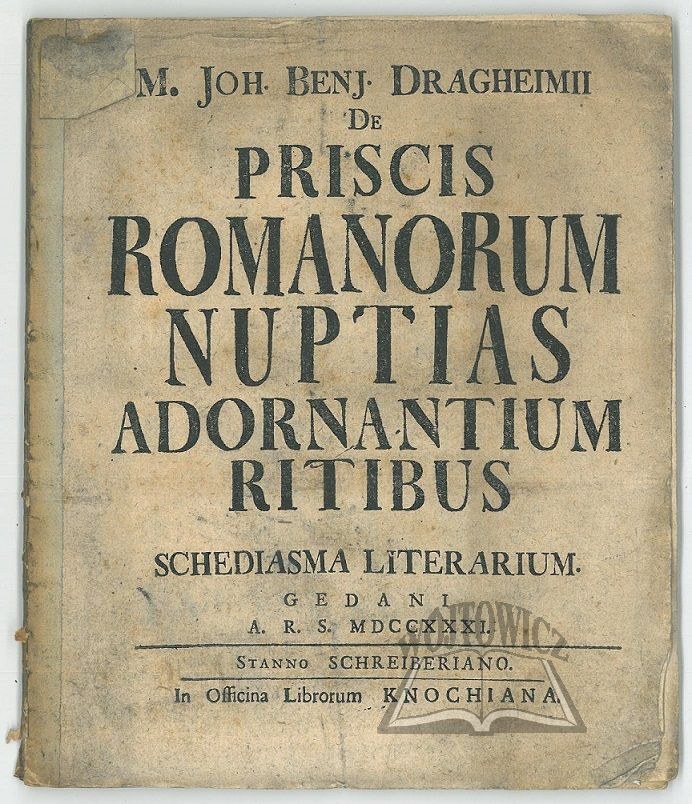 M. JOH. BENJ. DRAGHEIMII
DE
PRISCIS
ROMANORUM
NUPTIAS
ADORNANTIUM
RITIBUS
SCHEDIASMA LITERARIUM.
GEDANI
A. R. S. MDCCXXXI.
STANNO SCHREIBERIANO.
In Officina Librorum KNOCHIANA.
WÓJTOWICZ